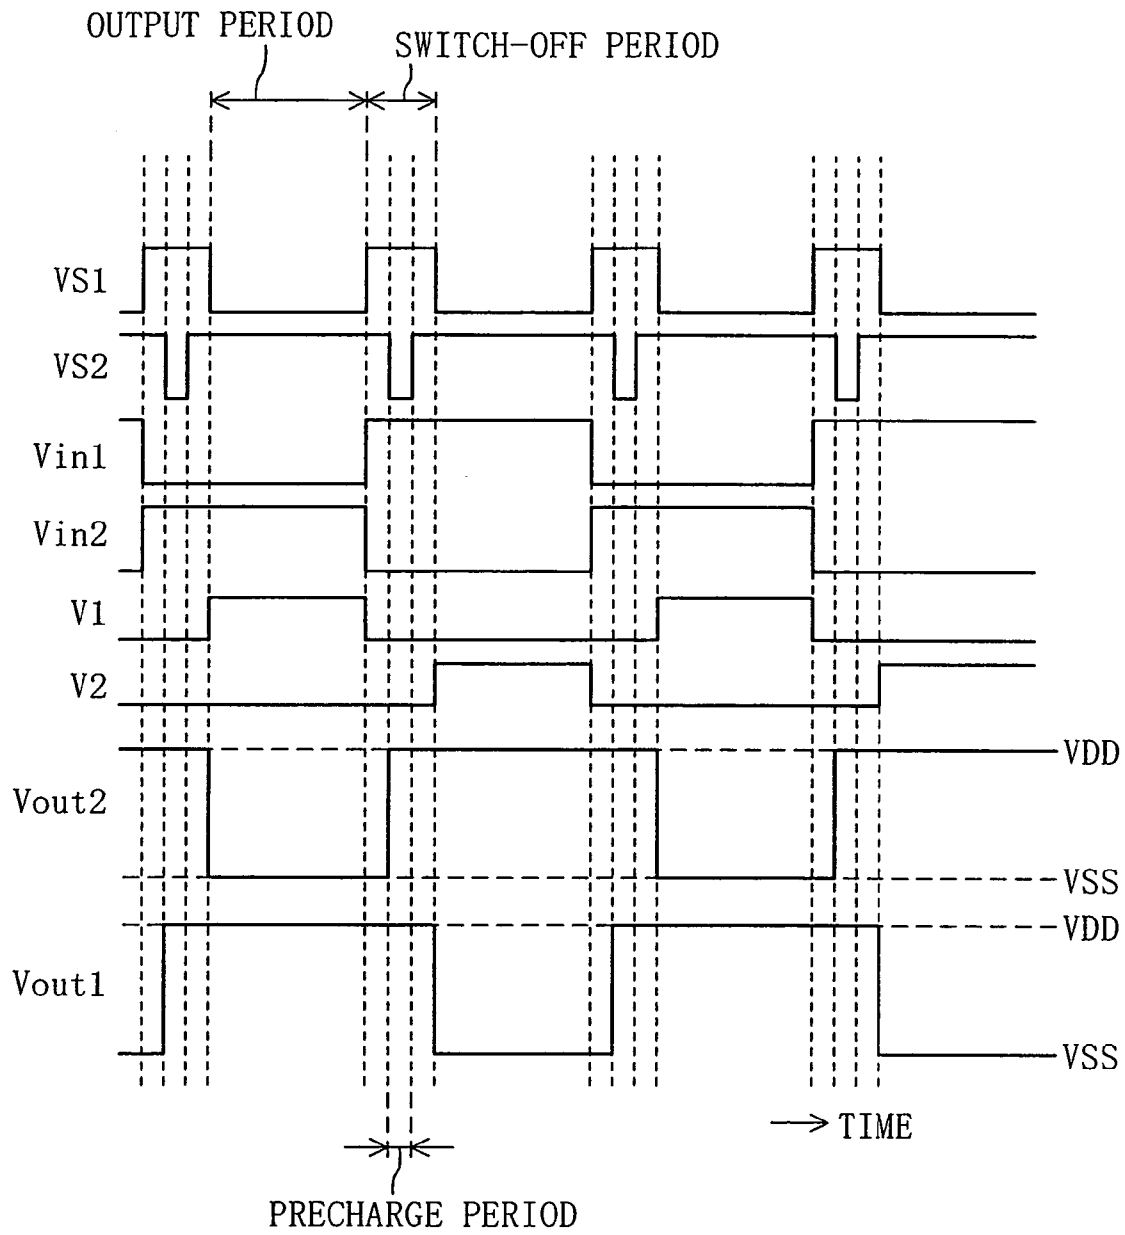 OUTPUT PERIOD
SWITCH-OFF PERIOD
VS1
VS2
Vin1
Vin2
V1
V2
VDD
Vout2
VSS
VDD
Vout1
VSS
TIME
PRECHARGE PERIOD